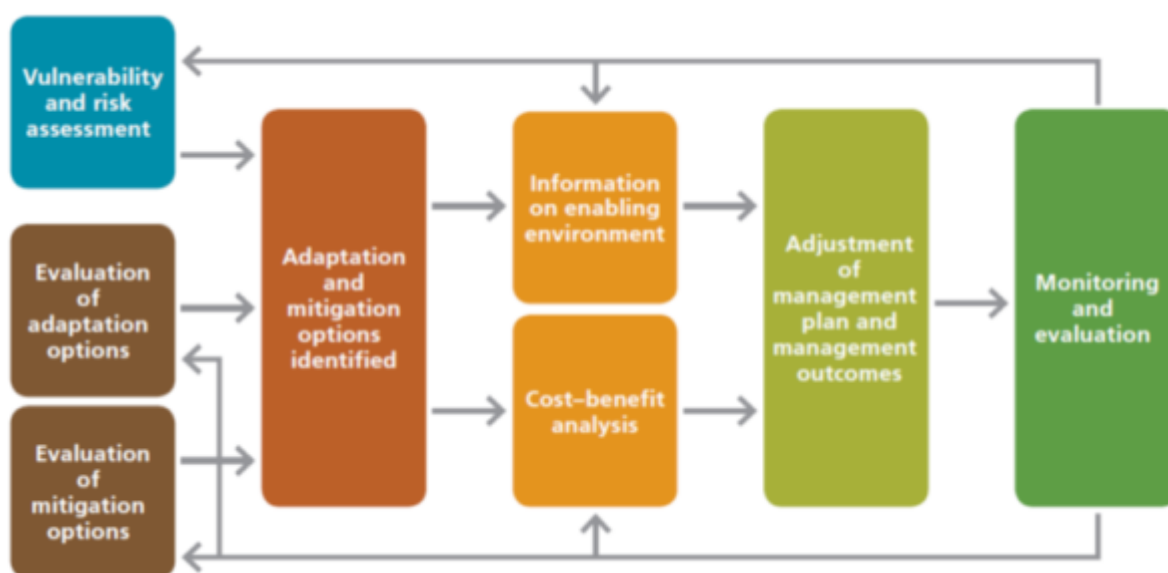 Vulnerability
and risk
assessment
Evaluation
of
adaptation
options
Evaluation
of
mitigation
options
Adaptation
and
mitigation
options
identified
Information
on enabling
environment
Cost–benefit
analysis
Adjustment
of
management
plan and
management
outcomes
Monitoring
and
evaluation